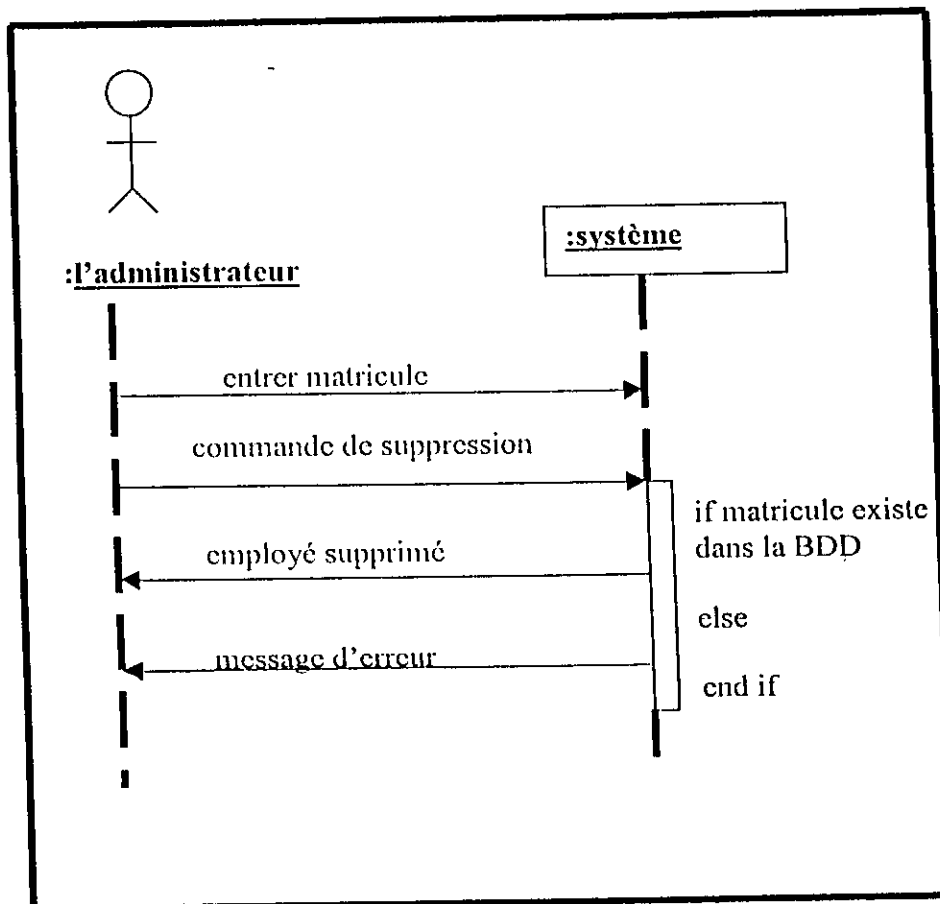 :système
:l'administrateur
entrer matricule
commande de suppression
if matricule existe
dans la BDD
employé supprimé
else
message d'erreur
end if